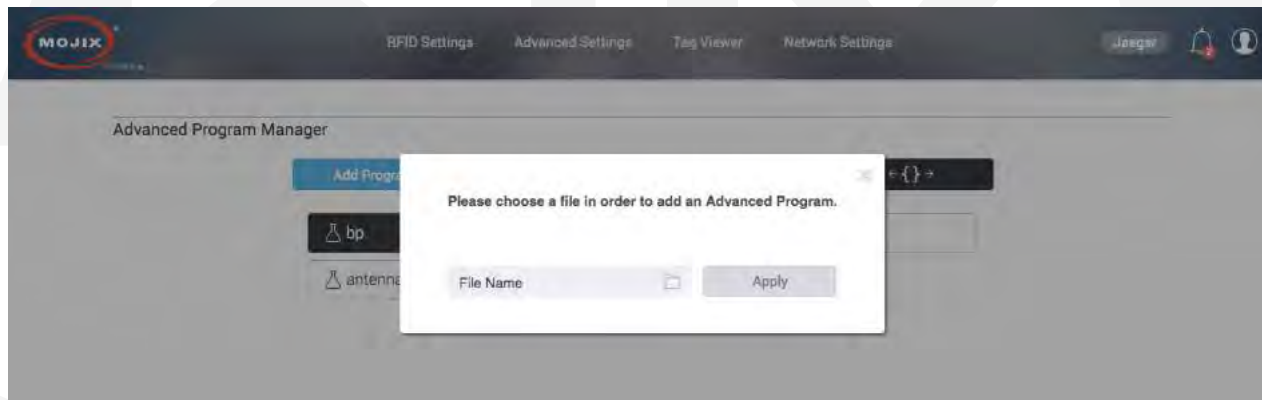 MOJIX
RFID Settings Advanced Settings Tag Viewer Network Settings
Jaeger
Advanced Program Manager
Add Progra
←{}→
Please choose a file in order to add an Advanced Program.
bp
antenna
File Name
Apply